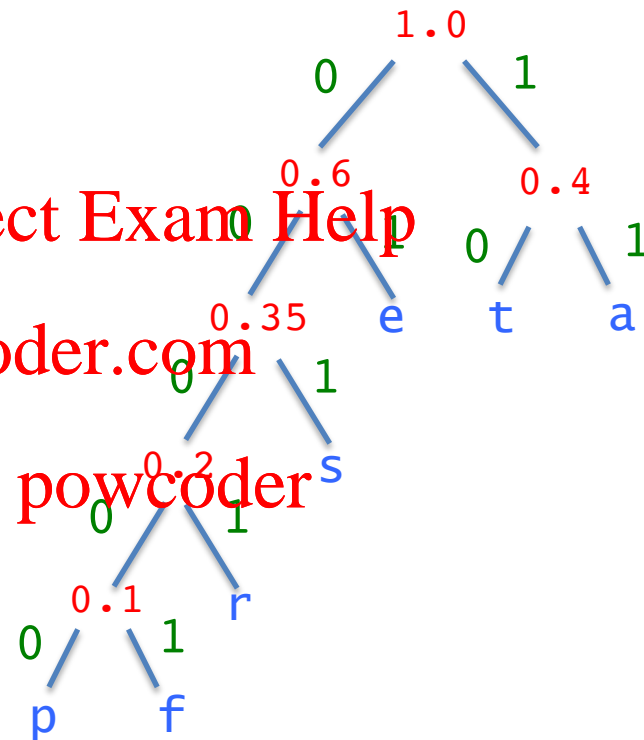 1.0
0 1
0.6 0.4
ect Exam Help
0 1 0 1
0.35 e t a
oder.com
0 1
0.2 s
powcoder
0 1
0.1 r
0 1
p f